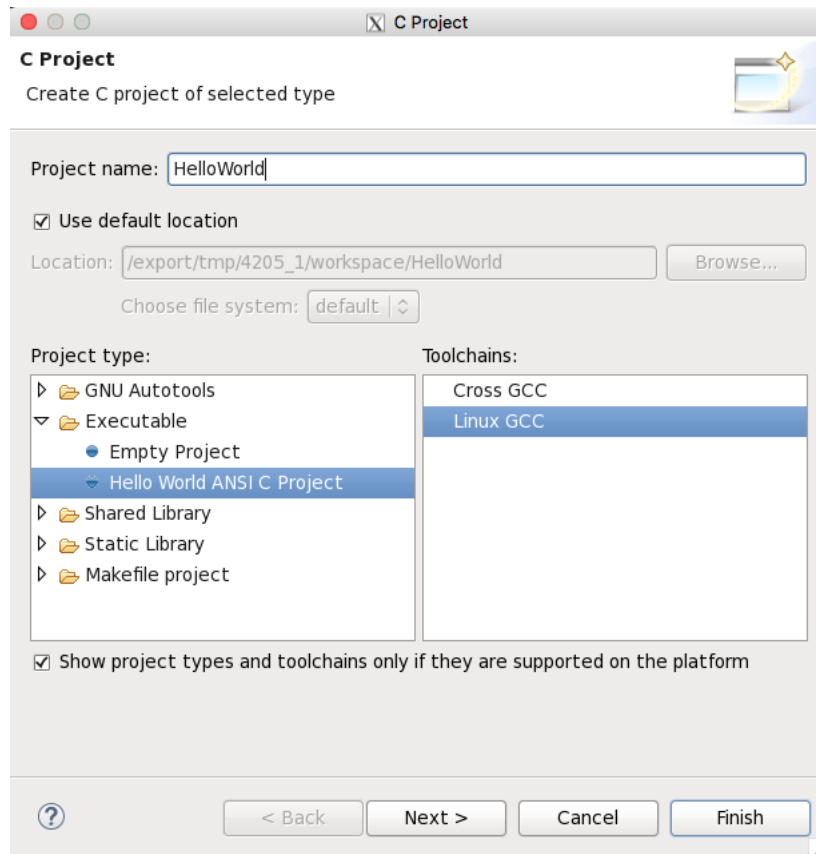 C Project
C Project
Create C project of selected type
Project name: HelloWorld
Use default location
Location: /export/tmp/4205_1/workspace/HelloWorld Browse...
Choose file system: default
Project type: Toolchains:
GNU Autotools Cross GCC
Executable Linux GCC
Empty Project
Hello World ANSI C Project
Shared Library
Static Library
Makefile project
Show project types and toolchains only if they are supported on the platform
? < Back Next > Cancel Finish